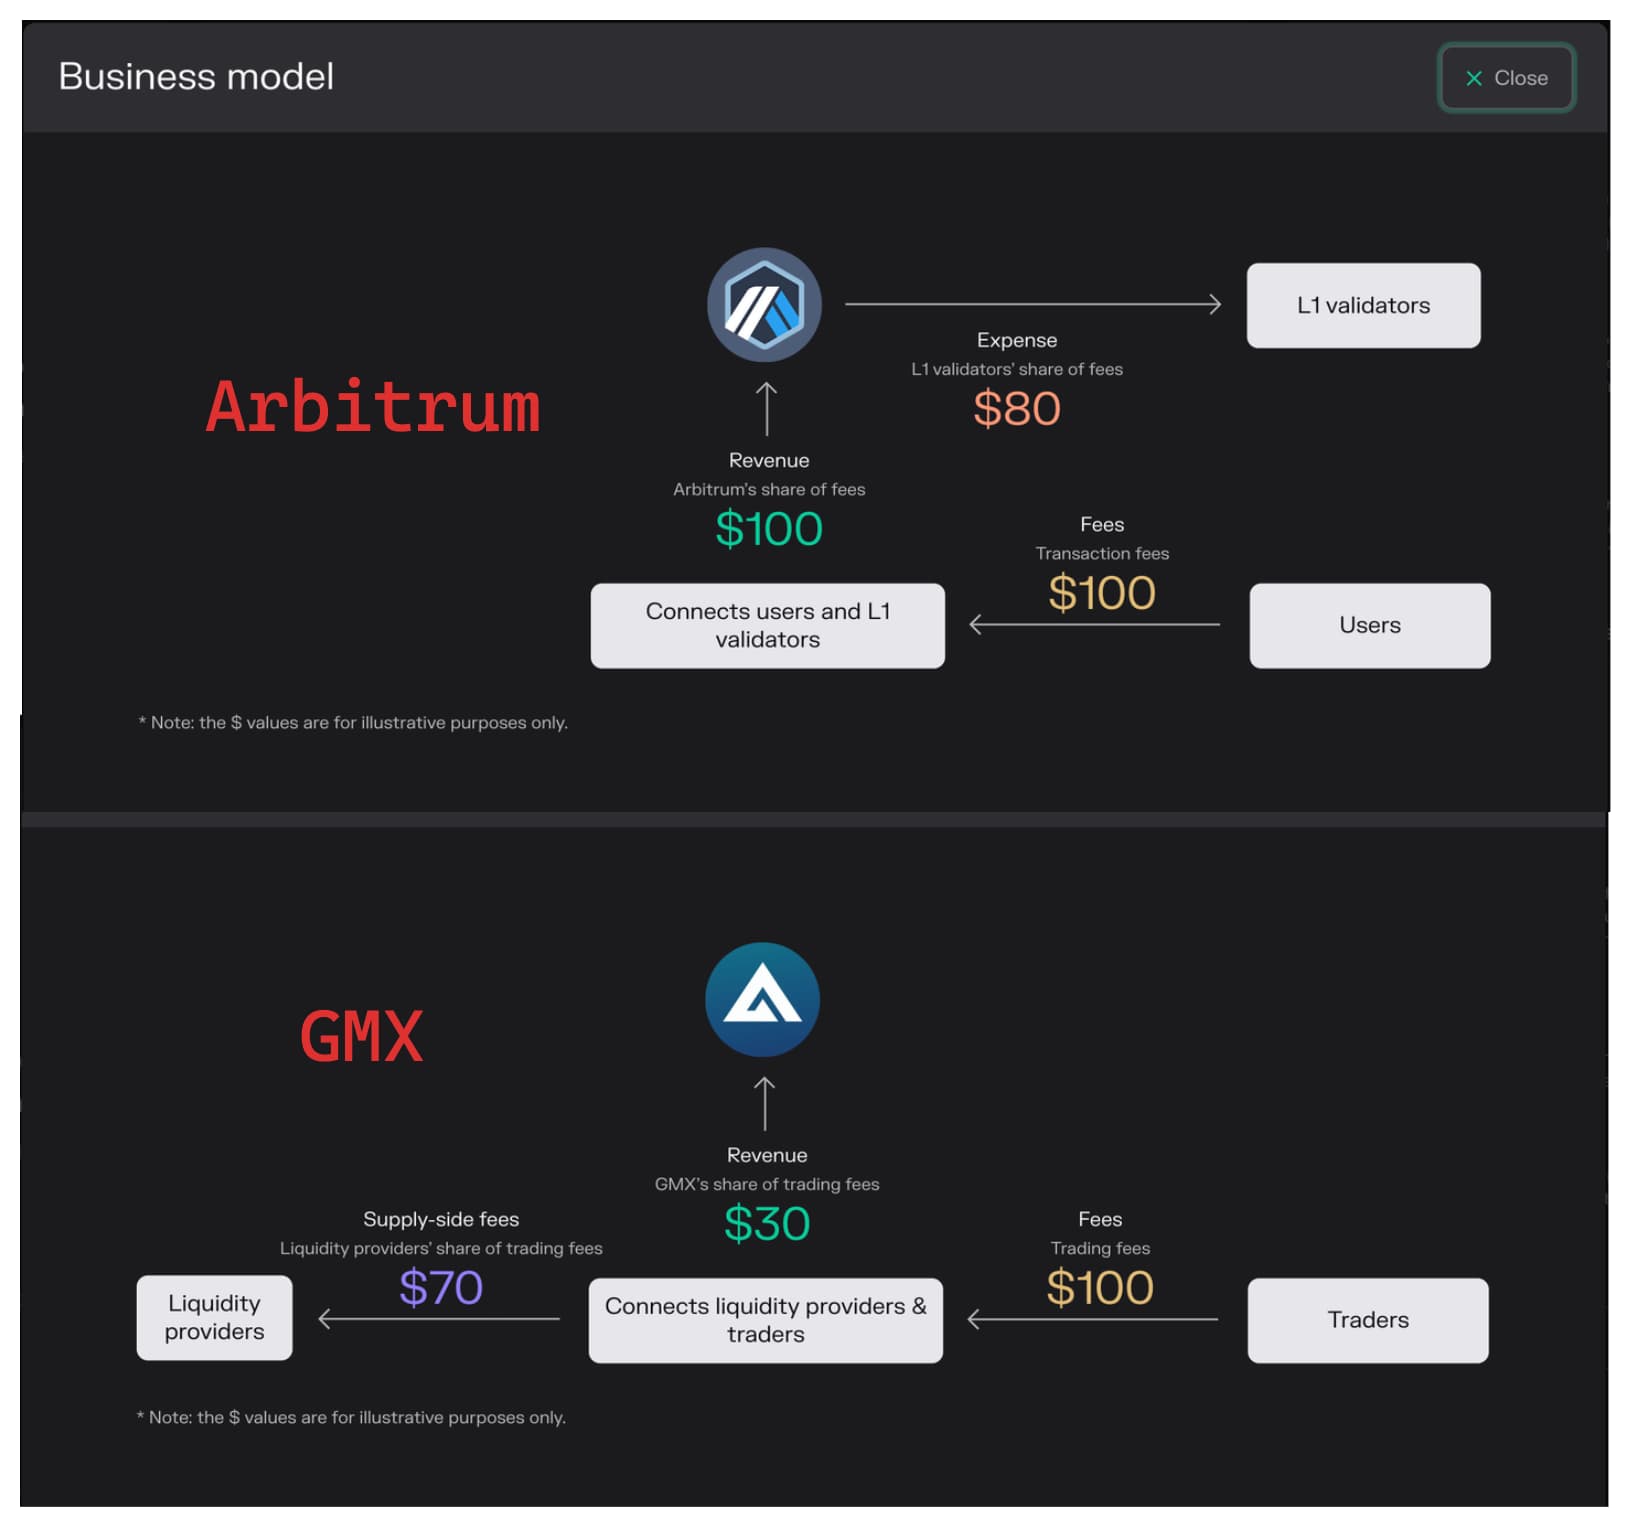 Business model
Close
Arbitrum
Expense
L1 validators' share of fees
$80
L1 validators
Revenue
Arbitrum's share of fees
$100
Fees
Transaction fees
$100
Connects users and L1
validators
Users
* Note: the $ values are for illustrative purposes only.
GMX
Revenue
GMX's share of trading fees
$30
Supply-side fees
Liquidity providers' share of trading fees
$70
Fees
Trading fees
$100
Liquidity
providers
Connects liquidity providers &
traders
Traders
* Note: the $ values are for illustrative purposes only.